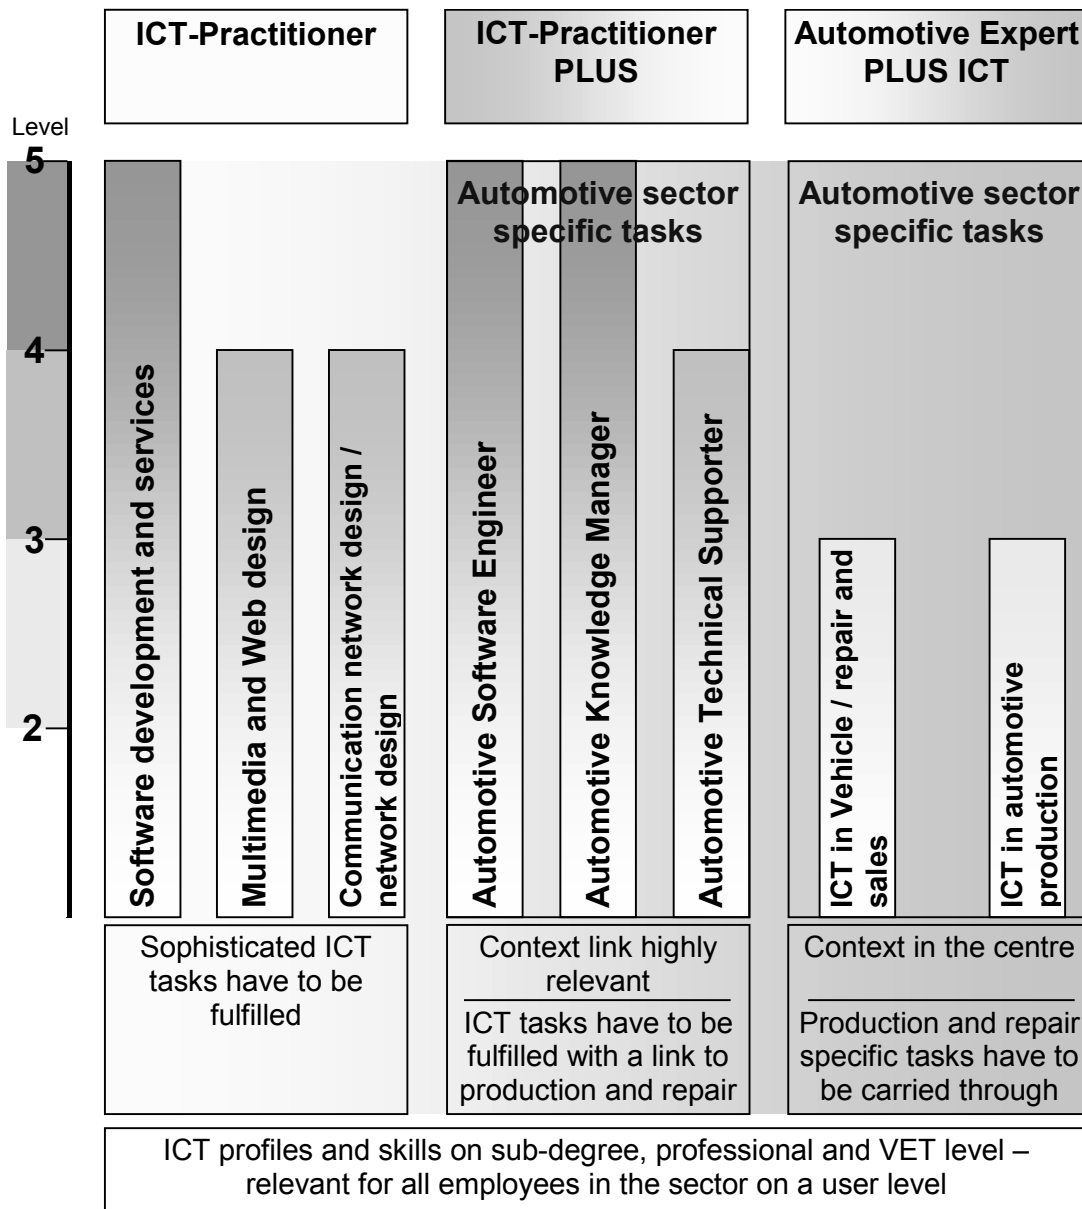 ICT-Practitioner
ICT-Practitioner
PLUS
Automotive Expert
PLUS ICT
Level
5
4
3
2
Automotive sector
specific tasks
Automotive sector
specific tasks
Software development and services
Multimedia and Web design
Communication network design /
network design
Automotive Software Engineer
Automotive Knowledge Manager
Automotive Technical Supporter
ICT in Vehicle / repair and
sales
ICT in automotive
production
Sophisticated ICT
tasks have to be
fulfilled
Context link highly
relevant
ICT tasks have to be
fulfilled with a link to
production and repair
Context in the centre
Production and repair
specific tasks have to
be carried through
ICT profiles and skills on sub-degree, professional and VET level –
relevant for all employees in the sector on a user level